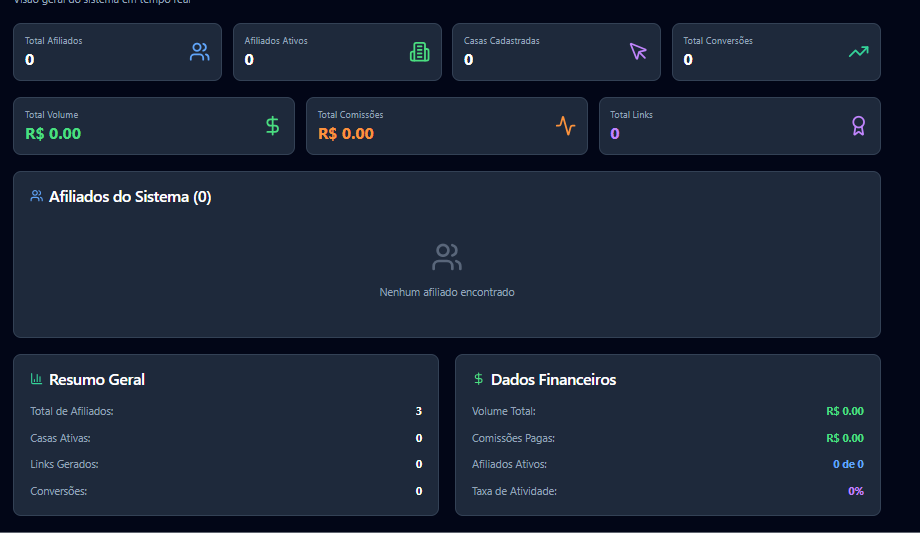 Visão geral do sistema em tempo real
Total Afiliados
0
Afiliados Ativos
0
Casas Cadastradas
0
Total Conversões
0
Total Volume
R$ 0.00
Total Comissões
R$ 0.00
Total Links
0
Afiliados do Sistema (0)
Nenhum afiliado encontrado
Resumo Geral
Total de Afiliados: 3
Casas Ativas: 0
Links Gerados: 0
Conversões: 0
Dados Financeiros
Volume Total: R$ 0.00
Comissões Pagas: R$ 0.00
Afiliados Ativos: 0 de 0
Taxa de Atividade: 0%